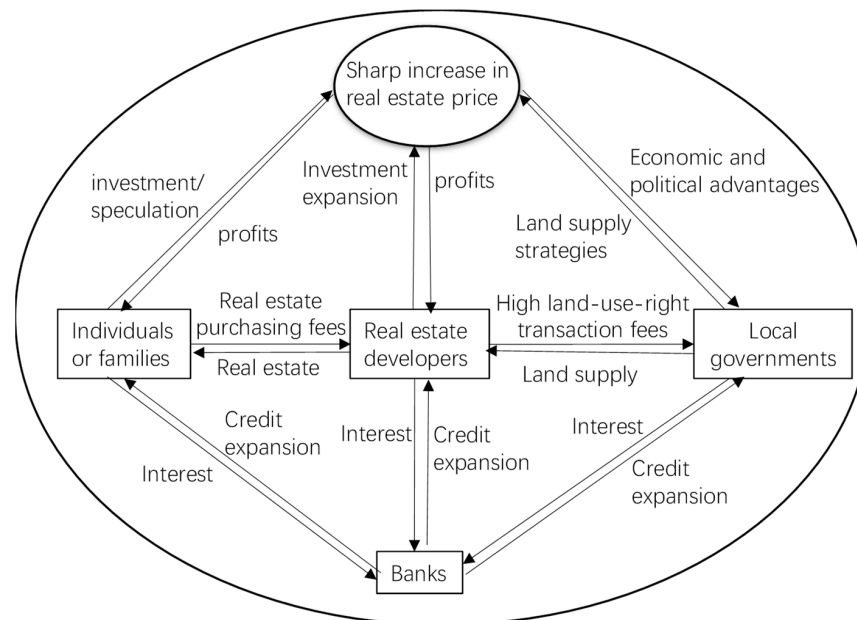 Sharp increase in
real estate price
investment/
speculation
profits
Investment
expansion
profits
Economic and
political advantages
Land supply
strategies
Individuals
or families
Real estate
purchasing fees
Real estate
Real estate
developers
High land-use-right
transaction fees
Land supply
Local
governments
Credit
expansion
Interest
Interest
Credit
expansion
Interest
Credit
expansion
Banks